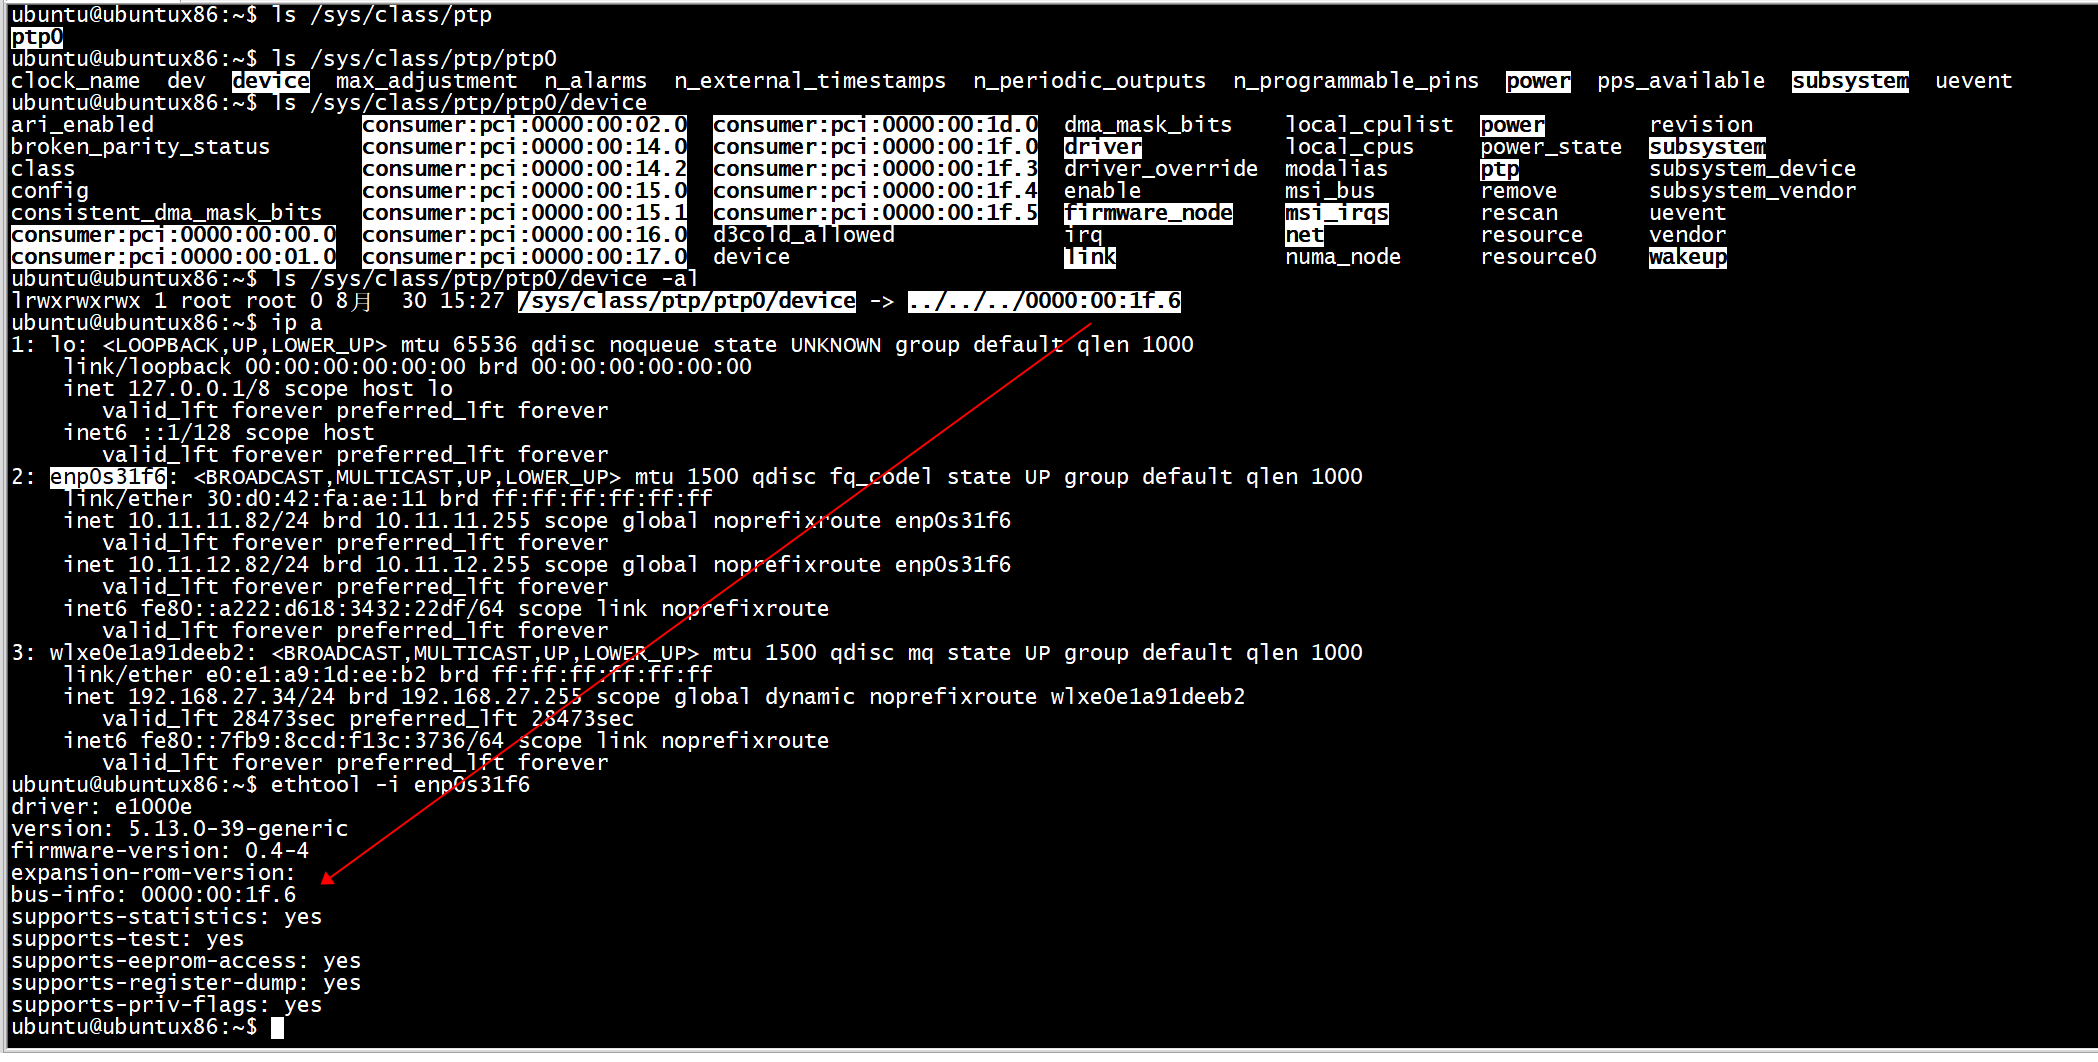 ubuntu@ubuntux86:~$ ls /sys/class/ptp
ptp0
ubuntu@ubuntux86:~$ ls /sys/class/ptp/ptp0
clock_name  dev  device  max_adjustment  n_alarms  n_external_timestamps  n_periodic_outputs  n_programmable_pins  power  pps_available  subsystem  uevent
ubuntu@ubuntux86:~$ ls /sys/class/ptp/ptp0/device
ari_enabled                consumer:pci:0000:00:02.0  consumer:pci:0000:00:1d.0  dma_mask_bits    local_cpulist  power        revision
broken_parity_status       consumer:pci:0000:00:14.0  consumer:pci:0000:00:1f.0  driver           local_cpus     power_state  subsystem
class                      consumer:pci:0000:00:14.2  consumer:pci:0000:00:1f.3  driver_override  modalias       ptp          subsystem_device
config                     consumer:pci:0000:00:15.0  consumer:pci:0000:00:1f.4  enable           msi_bus        remove       subsystem_vendor
consistent_dma_mask_bits   consumer:pci:0000:00:15.1  consumer:pci:0000:00:1f.5  firmware_node    msi_irqs       rescan       uevent
consumer:pci:0000:00:00.0  consumer:pci:0000:00:16.0  d3cold_allowed             irq              net            resource     vendor
consumer:pci:0000:00:01.0  consumer:pci:0000:00:17.0  device                     link             numa_node      resource0    wakeup
ubuntu@ubuntux86:~$ ls /sys/class/ptp/ptp0/device -al
lrwxrwxrwx 1 root root 0 8月  30 15:27 /sys/class/ptp/ptp0/device -> ../../../0000:00:1f.6
ubuntu@ubuntux86:~$ ip a
1: lo: <LOOPBACK,UP,LOWER_UP> mtu 65536 qdisc noqueue state UNKNOWN group default qlen 1000
    link/loopback 00:00:00:00:00:00 brd 00:00:00:00:00:00
    inet 127.0.0.1/8 scope host lo
       valid_lft forever preferred_lft forever
    inet6 ::1/128 scope host
       valid_lft forever preferred_lft forever
2: enp0s31f6: <BROADCAST,MULTICAST,UP,LOWER_UP> mtu 1500 qdisc fq_codel state UP group default qlen 1000
    link/ether 30:d0:42:fa:ae:11 brd ff:ff:ff:ff:ff:ff
    inet 10.11.11.82/24 brd 10.11.11.255 scope global noprefixroute enp0s31f6
       valid_lft forever preferred_lft forever
    inet 10.11.12.82/24 brd 10.11.12.255 scope global noprefixroute enp0s31f6
       valid_lft forever preferred_lft forever
    inet6 fe80::a222:d618:3432:22df/64 scope link noprefixroute
       valid_lft forever preferred_lft forever
3: wlxe0e1a91deeb2: <BROADCAST,MULTICAST,UP,LOWER_UP> mtu 1500 qdisc mq state UP group default qlen 1000
    link/ether e0:e1:a9:1d:ee:b2 brd ff:ff:ff:ff:ff:ff
    inet 192.168.27.34/24 brd 192.168.27.255 scope global dynamic noprefixroute wlxe0e1a91deeb2
       valid_lft 28473sec preferred_lft 28473sec
    inet6 fe80::7fb9:8ccd:f13c:3736/64 scope link noprefixroute
       valid_lft forever preferred_lft forever
ubuntu@ubuntux86:~$ ethtool -i enp0s31f6
driver: e1000e
version: 5.13.0-39-generic
firmware-version: 0.4-4
expansion-rom-version:
bus-info: 0000:00:1f.6
supports-statistics: yes
supports-test: yes
supports-eeprom-access: yes
supports-register-dump: yes
supports-priv-flags: yes
ubuntu@ubuntux86:~$